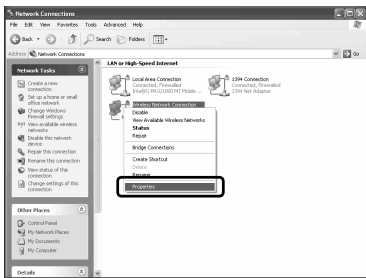 Network Connections
File Edit View Favorites Tools Advanced Help
Back Search Folders
Address Network Connections Go
Network Tasks
Create a new connection
Set up a home or small office network
Change Windows Firewall settings
View available wireless networks
Disable this network device
Repair this connection
Rename this connection
View status of this connection
Change settings of this connection
Other Places
Control Panel
My Network Places
My Documents
My Computer
Details
LAN or High-Speed Internet
Local Area Connection
Connected, Firewalled
Intel(R) PRO/1000 MT Mobile ...
1394 Connection
Connected, Firewalled
1394 Net Adapter
Wireless Network Connection
Disable
View Available Wireless Networks
Status
Repair
Bridge Connections
Create Shortcut
Delete
Rename
Properties